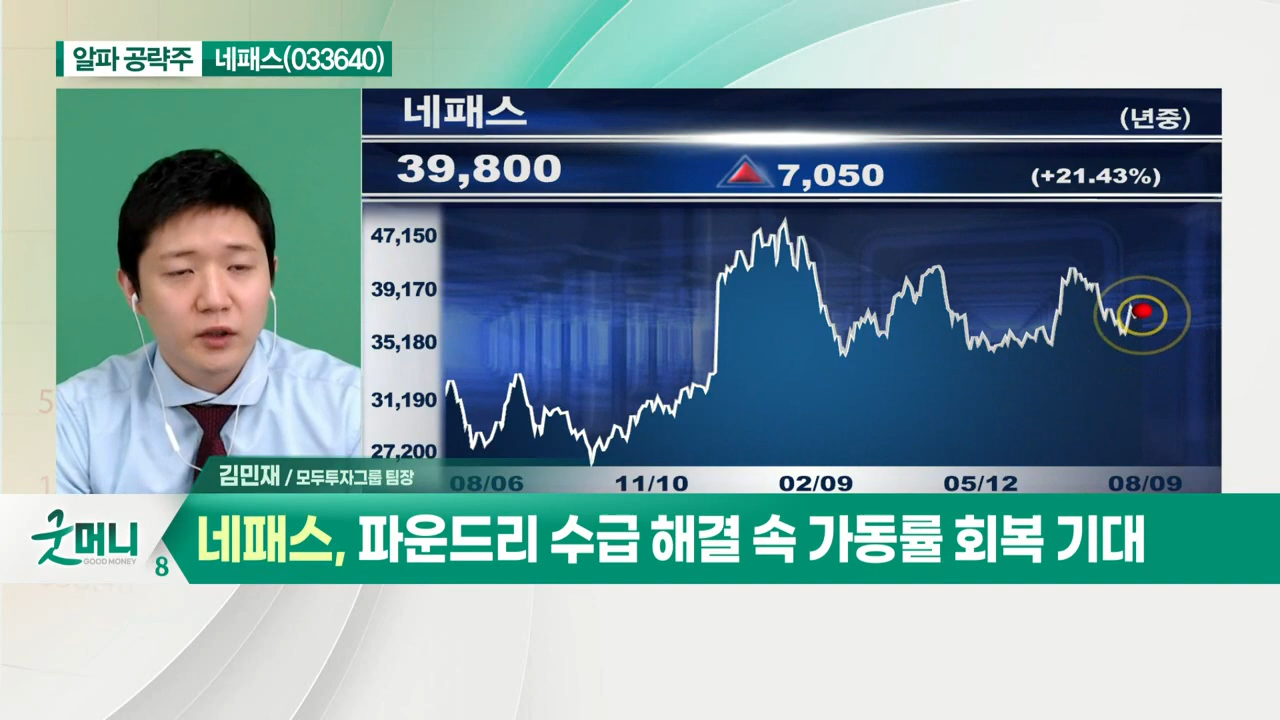 알파 공략주 네패스(033640)
네패스 (년중)
39,800 7,050 (+21.43%)
47,150
39,170
35,180
31,190
27,200
08/06 11/10 02/09 05/12 08/09
김민재 / 모두투자그룹 팀장
굿머니
GOOD MONEY
8
네패스, 파운드리 수급 해결 속 가동률 회복 기대